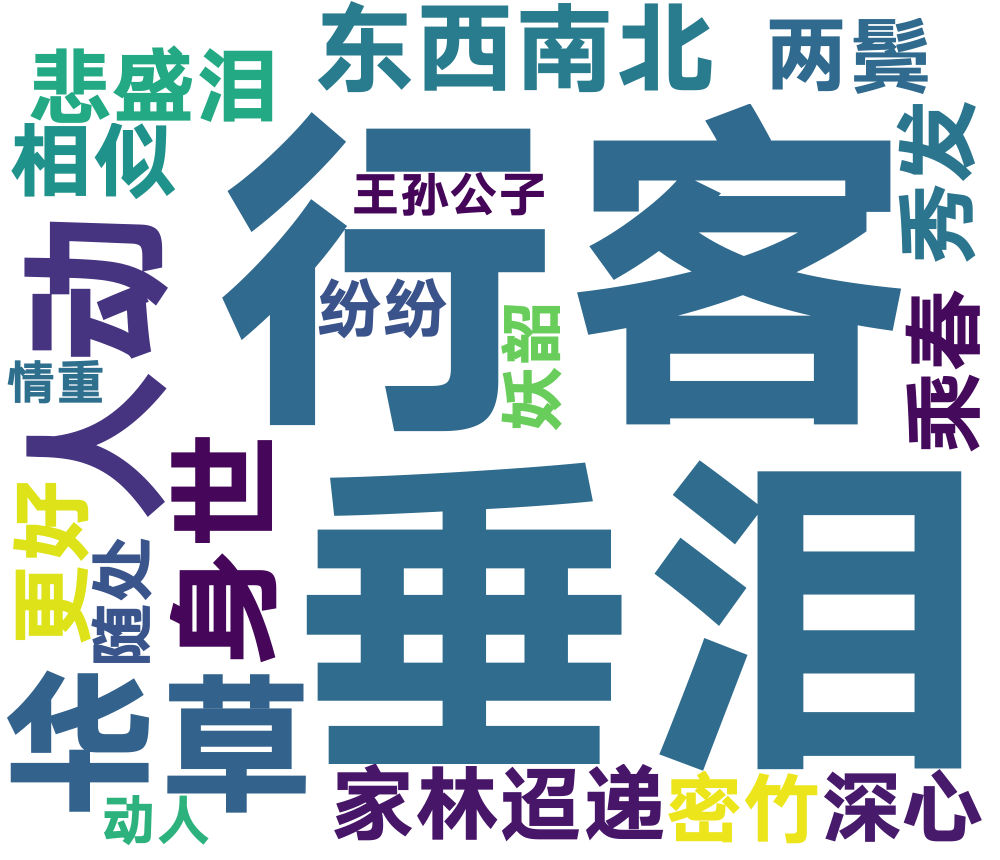 东西南北
两鬓
悲盛泪
相似
行客
秀发
王孙公子
人动
纷纷
妖韶
乘春
情重
身世
垂泪
更好
随处
华草
家林迢递
密竹
深心
动人